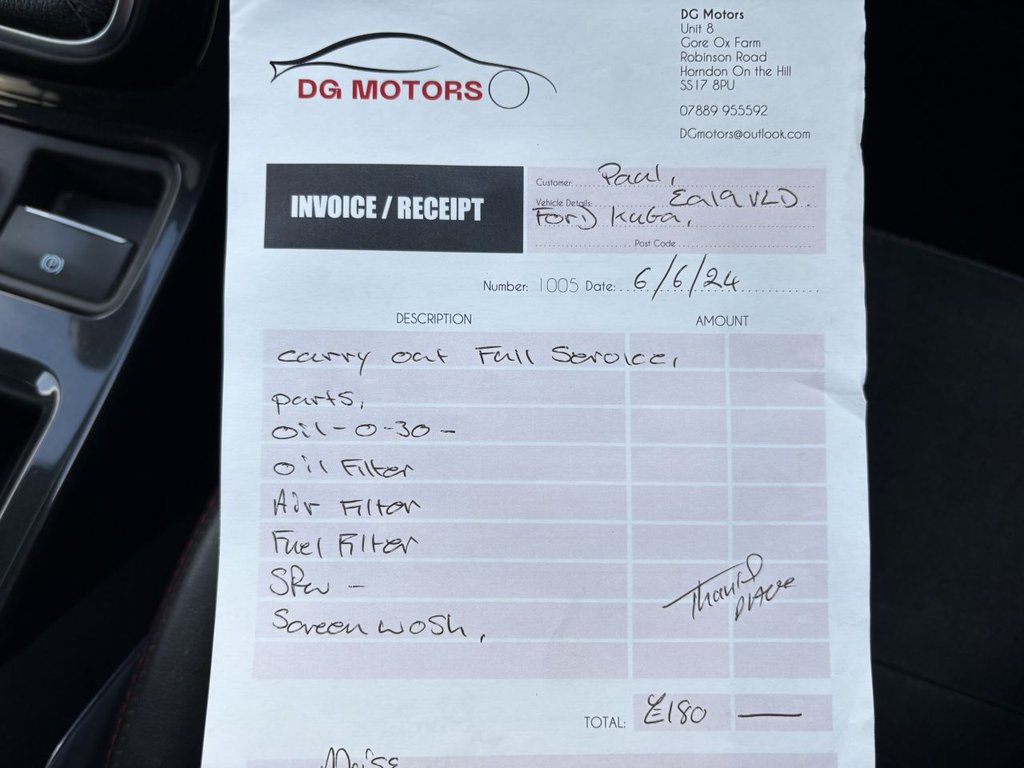 DG MOTORS
DG Motors
Unit 8
Gore Ox Farm
Robinson Road
Horndon On the Hill
SS17 8PU
07889 955592
DGmotors@outlook.com
INVOICE / RECEIPT
Customer: Paul,
Vehicle Details: Ea19 VLD.
Ford Kuga,
Post Code
Number: 1005 Date: 6/6/24
DESCRIPTION AMOUNT
carry out Full Service,
parts,
oil-0-30-
oil Filter
Air Filter
Fuel Filter
Screen wash,
TOTAL: £180 —